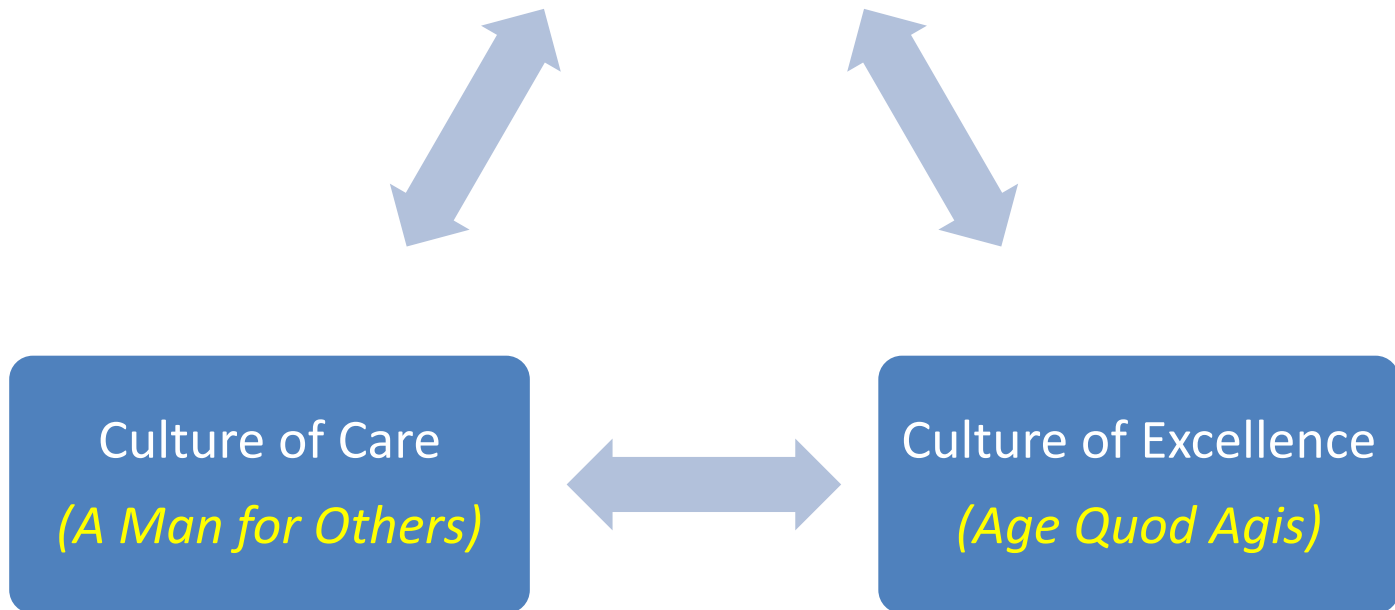 Culture of Care
(A Man for Others)
Culture of Excellence
(Age Quod Agis)